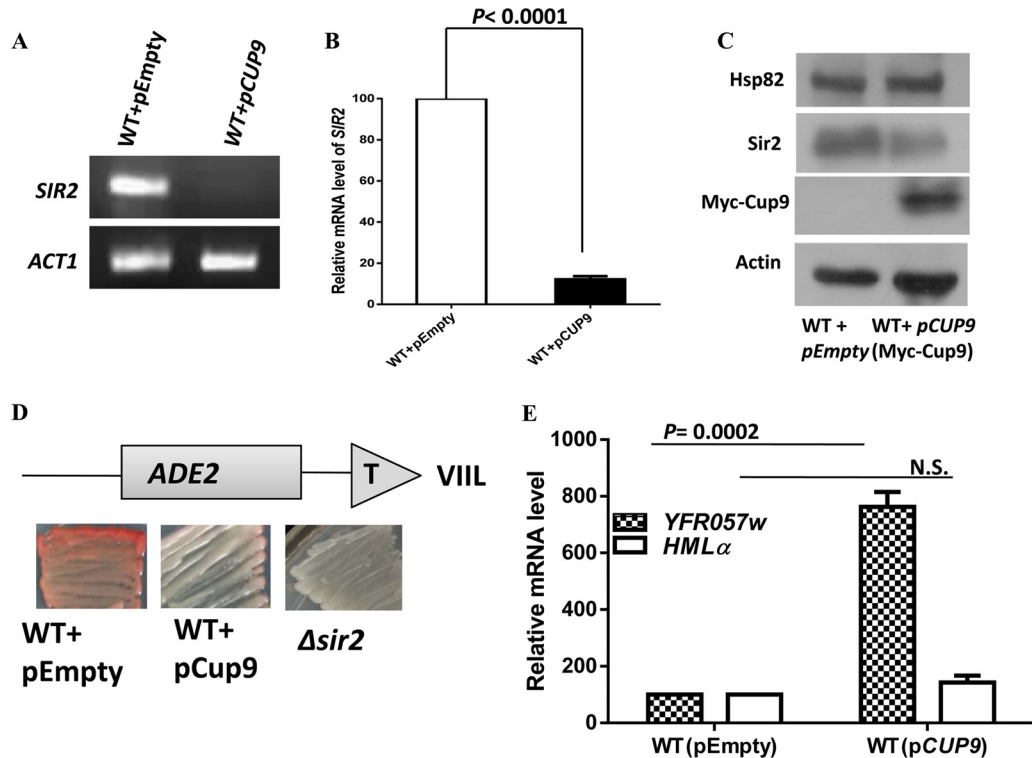 A
WT+pEmpty
WT+pCUP9
SIR2
ACT1
B
P< 0.0001
Relative mRNA level of SIR2
100
80
60
40
20
0
WT+pEmpty
WT+pCUP9
C
Hsp82
Sir2
Myc-Cup9
Actin
WT + WT+ pCUP9
pEmpty (Myc-Cup9)
D
ADE2 T VIIL
WT+
pEmpty
WT+
pCup9
Δsir2
E
P= 0.0002
N.S.
YFR057w
HMLα
Relative mRNA level
1000
800
600
400
200
0
WT(pEmpty) WT(pCUP9)